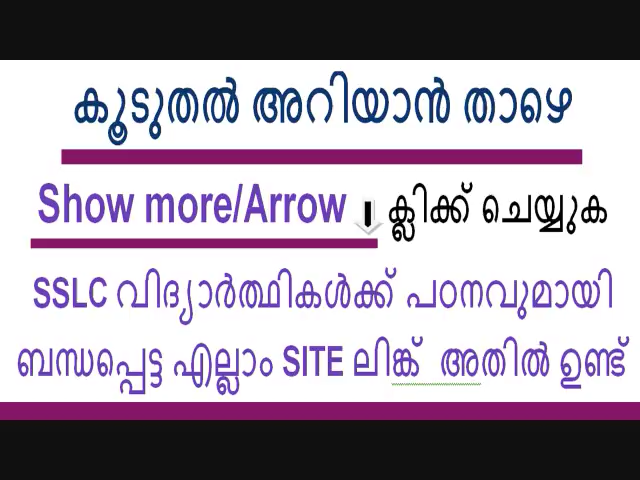 കൂടുതൽ അറിയാൻ താഴെ
Show more/Arrow ക്ലിക്ക് ചെയ്യുക
SSLC വിദ്യാർത്ഥികൾക്ക് പഠനവുമായി
ബന്ധപ്പെട്ട എല്ലാം SITE ലിങ്ക് അതിൽ ഉണ്ട്